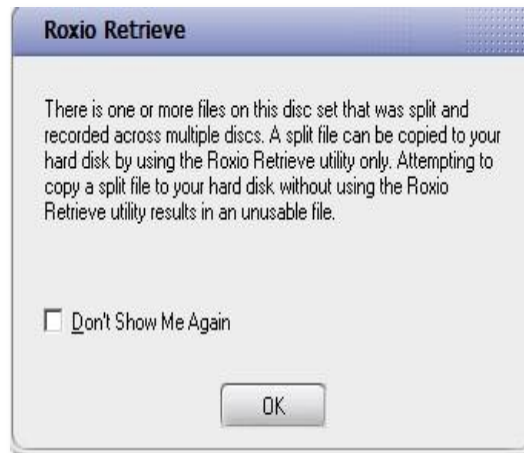 Roxio Retrieve
There is one or more files on this disc set that was split and
recorded across multiple discs. A split file can be copied to your
hard disk by using the Roxio Retrieve utility only. Attempting to
copy a split file to your hard disk without using the Roxio
Retrieve utility results in an unusable file.
Don't Show Me Again
OK